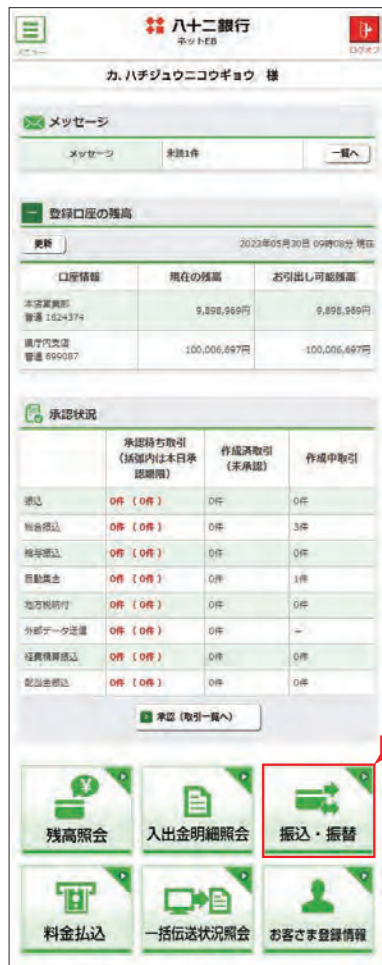 八十二銀行
ネットEB
メニュー
ログオフ
カ.ハチジュウニコウギョウ 様
メッセージ
メッセージ 未読1件 一覧へ
登録口座の残高
更新 2023年05月30日 09時08分 現在
口座情報 現在の残高 お引出し可能残高
本店営業部
普通 1624374 9,898,969円 9,898,969円
県庁内支店
普通 699087 100,006,697円 100,006,697円
承認状況
承認待ち取引
(括弧内は本日承
認期限)
作成済取引
(未承認)
作成中取引
振込 0件 (0件) 0件 0件
総合振込 0件 (0件) 0件 3件
給与振込 0件 (0件) 0件 0件
自動集金 0件 (0件) 0件 1件
地方税納付 0件 (0件) 0件 0件
外部データ送信 0件 (0件) 0件 -
経費精算振込 0件 (0件) 0件 0件
配当金振込 0件 (0件) 0件 0件
承認(取引一覧へ)
残高照会 入出金明細照会 振込・振替
料金払込 一括伝送状況照会 お客さま登録情報